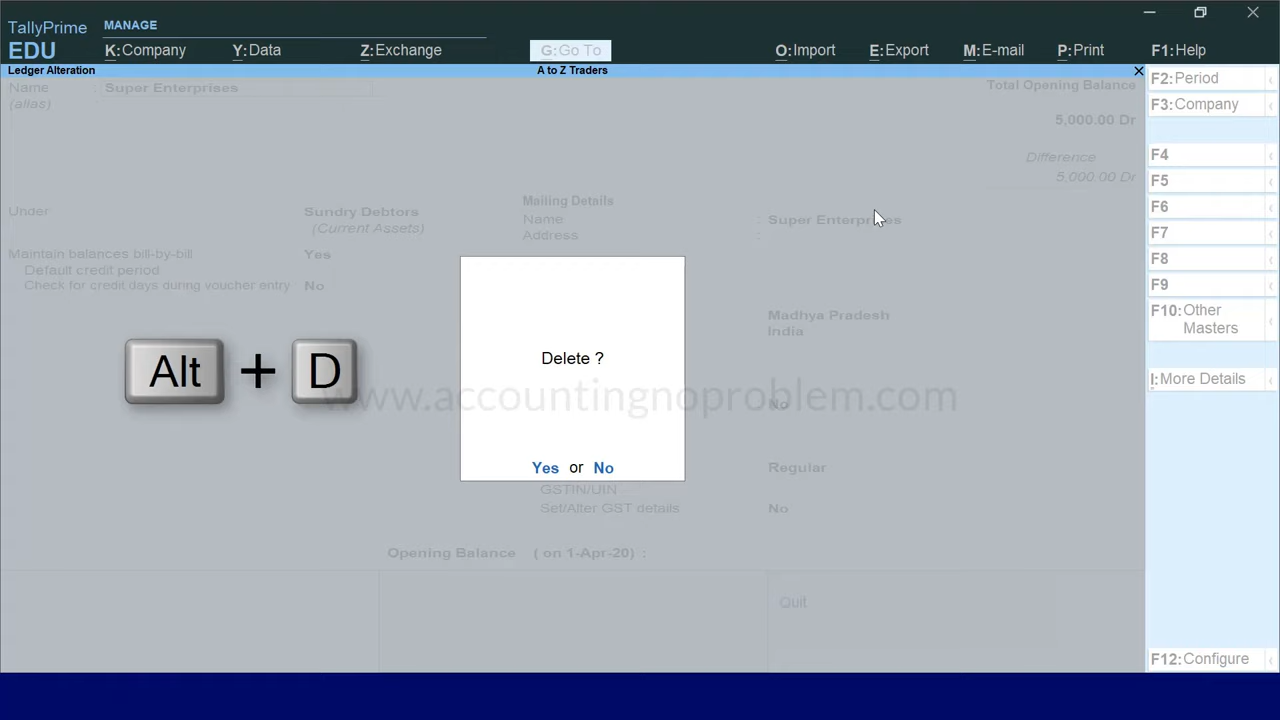 TallyPrime
EDU
MANAGE
K:Company Y:Data Z:Exchange G:Go To O:Import E:Export M:E-mail P:Print F1:Help
Ledger Alteration A to Z Traders
Name : Super Enterprises
(alias)
Total Opening Balance
5,000.00 Dr
Difference
5,000.00 Dr
Under Sundry Debtors
(Current Assets)
Maintain balances bill-by-bill Yes
Default credit period
Check for credit days during voucher entry : No
Mailing Details
Name : Super Enterprises
Address :
Madhya Pradesh
India
No
Regular
GSTIN/UIN
Set/Alter GST details No
Opening Balance ( on 1-Apr-20) :
Quit
Alt + D
Delete ?
Yes or No
www.accountingnoproblem.com
F2:Period
F3:Company
F4
F5
F6
F7
F8
F9
F10:Other
Masters
I:More Details
F12:Configure